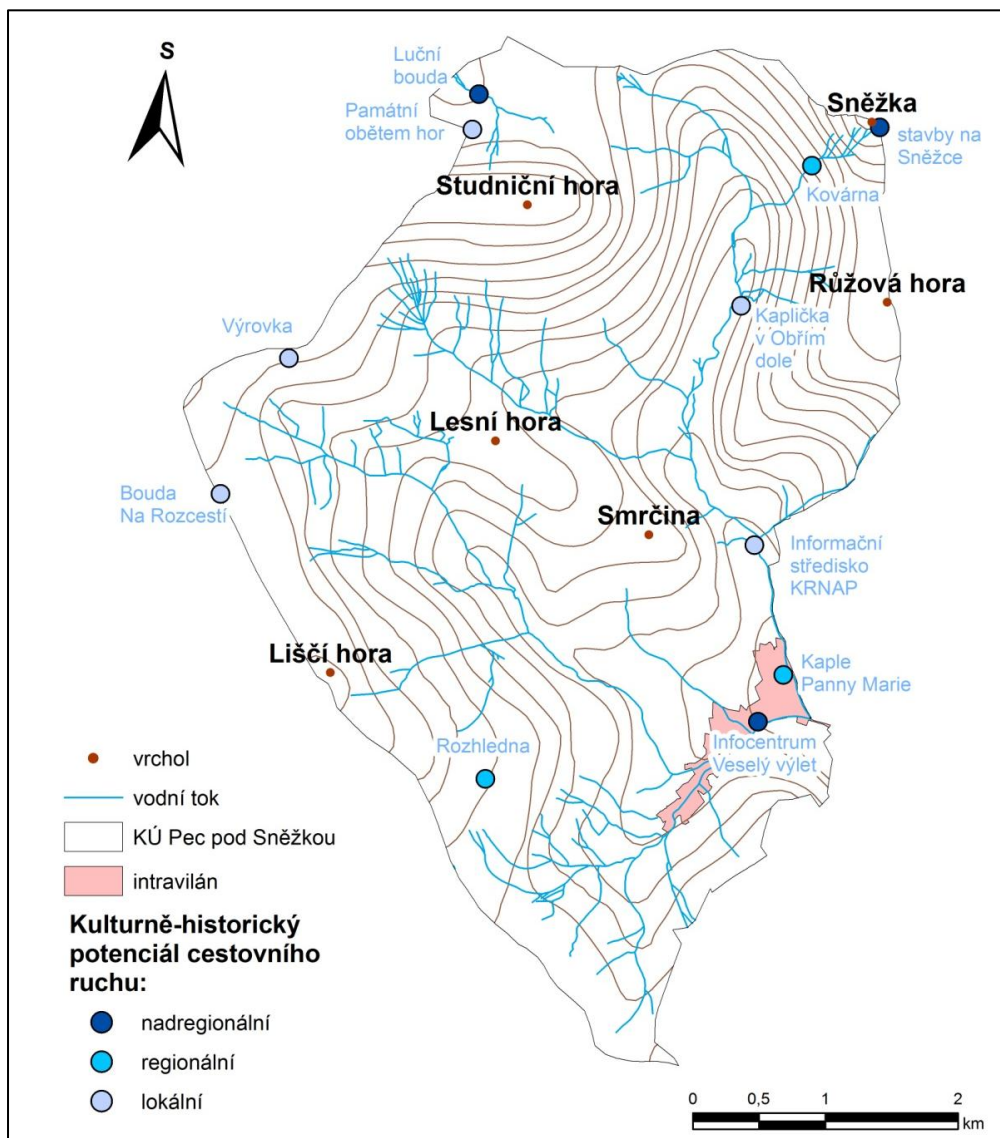 S
Luční
bouda
Památní
obětem hor
Sněžka
stavby na
Sněžce
Studniční hora
Kovárna
Růžová hora
Kaplička
v Obřím
dole
Výrovka
Lesní hora
Bouda
Na Rozcestí
Smrčina
Informační
středisko
KRNAP
Liščí hora
Kaple
Panny Marie
Rozhledna
Infocentrum
Veselý výlet
vrchol
vodní tok
KÚ Pec pod Sněžkou
intravilán
Kulturně-historický
potenciál cestovního
ruchu:
nadregionální
regionální
lokální
0 0,5 1 2
km